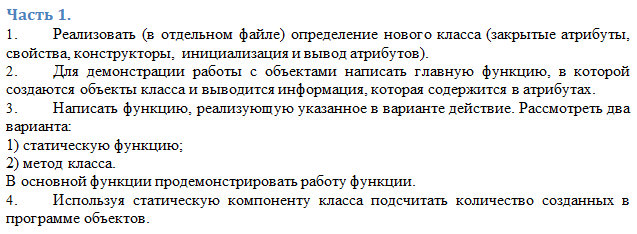 Часть 1.
1. Реализовать (в отдельном файле) определение нового класса (закрытые атрибуты,
свойства, конструкторы, инициализация и вывод атрибутов).
2. Для демонстрации работы с объектами написать главную функцию, в которой
создаются объекты класса и выводится информация, которая содержится в атрибутах.
3. Написать функцию, реализующую указанное в варианте действие. Рассмотреть два
варианта:
1) статическую функцию;
2) метод класса.
В основной функции продемонстрировать работу функции.
4. Используя статическую компоненту класса подсчитать количество созданных в
программе объектов.